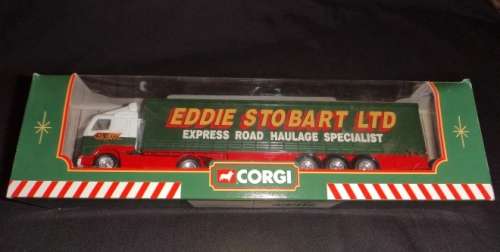 EDDIE STOBART LTD
EXPRESS ROAD HAULAGE SPECIALIST
CORGI